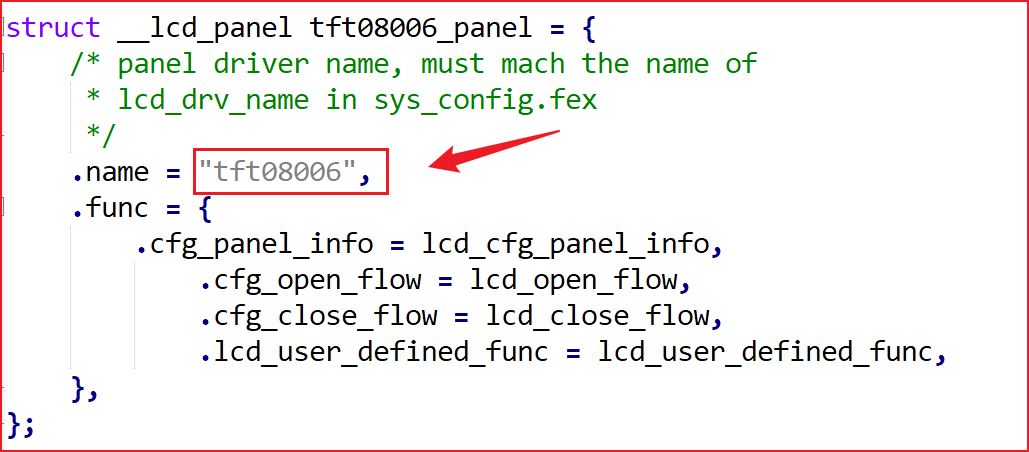 struct __lcd_panel tft08006_panel = {
/* panel driver name, must mach the name of
* lcd_drv_name in sys_config.fex
*/
.name = "tft08006",
.func = {
.cfg_panel_info = lcd_cfg_panel_info,
.cfg_open_flow = lcd_open_flow,
.cfg_close_flow = lcd_close_flow,
.lcd_user_defined_func = lcd_user_defined_func,
},
};